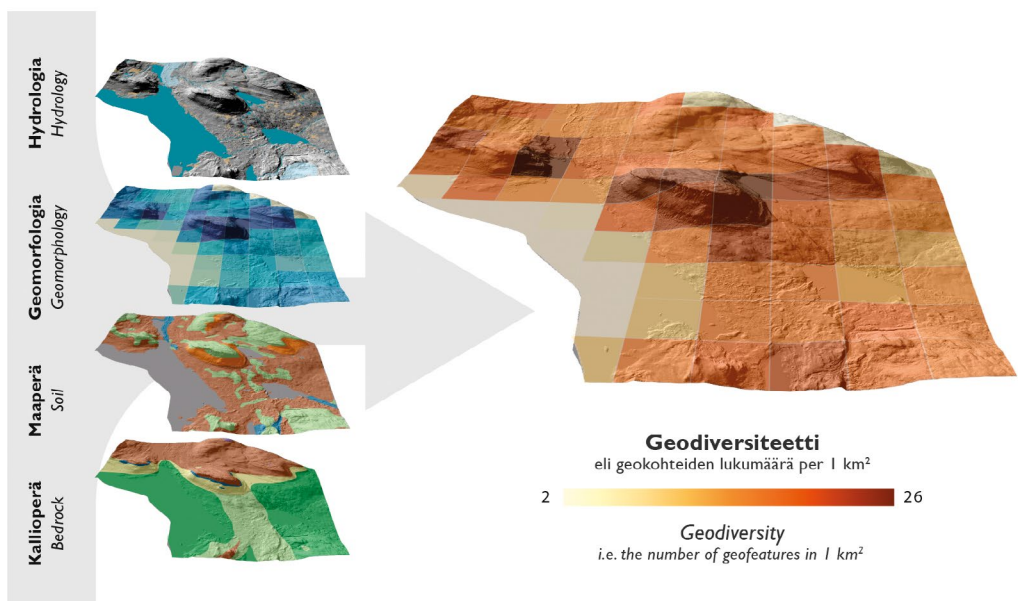 Hydrologia
Hydrology
Geomorfologia
Geomorphology
Maaperä
Soil
Kallioperä
Bedrock
Geodiversiteetti
eli geokohteiden lukumäärä per 1 km²
2
26
Geodiversity
i.e. the number of geofeatures in 1 km²